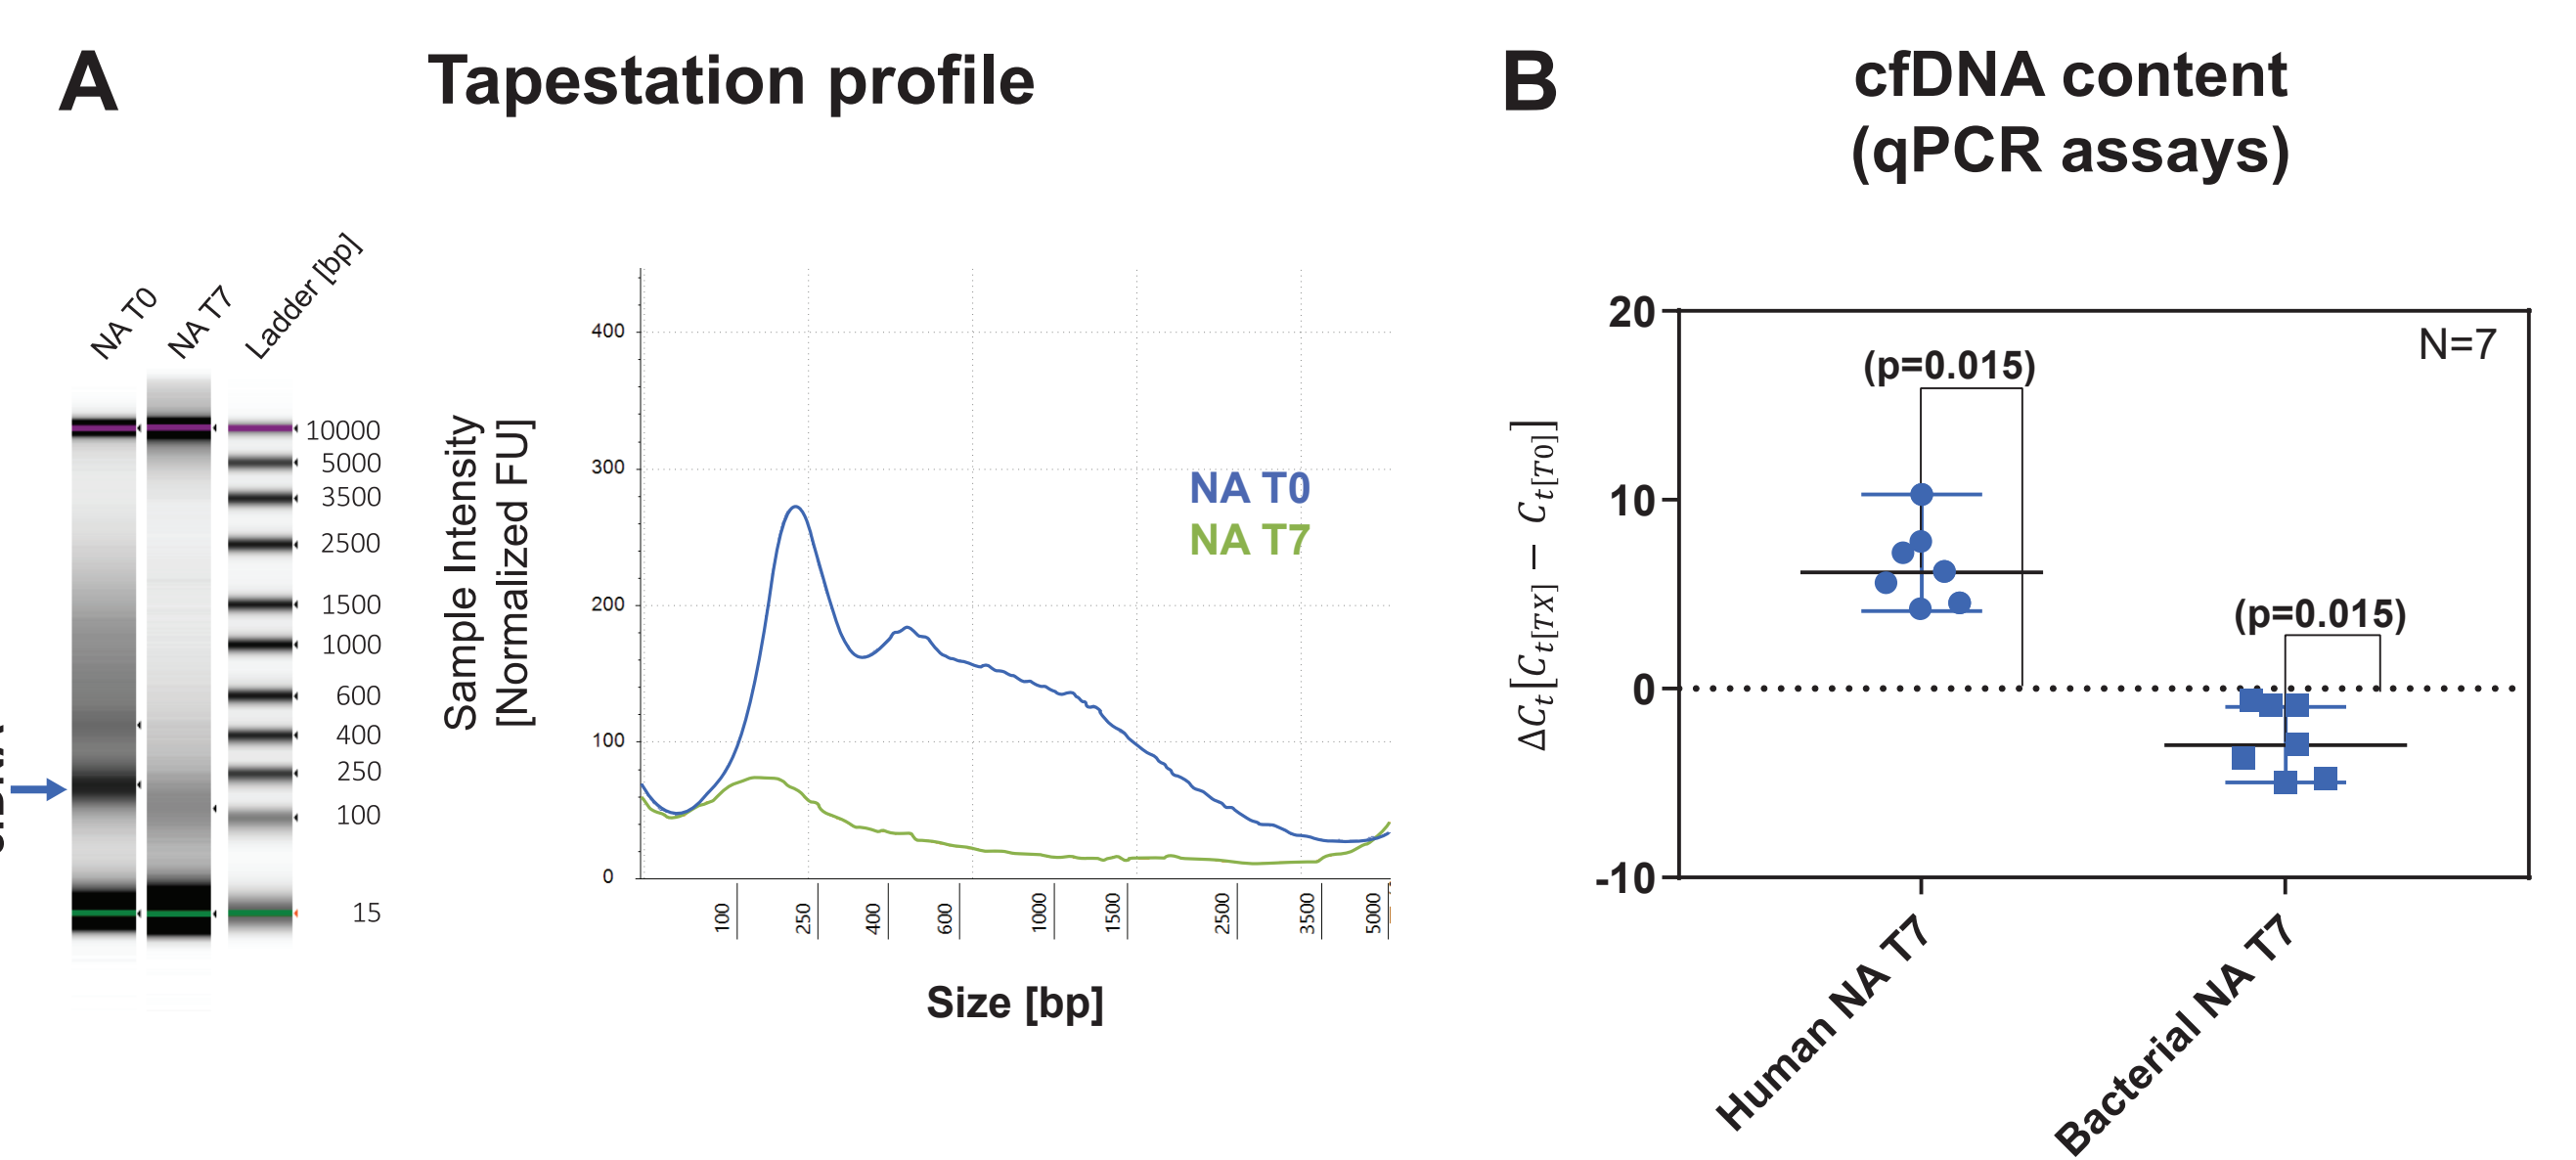 A
Tapestation profile
NA T0
NA T7
Ladder [bp]
10000
5000
3500
2500
1500
1000
600
400
250
100
15
Sample Intensity
[Normalized FU]
400
300
200
100
0
NA T0
NA T7
100
250
400
600
1000
1500
2500
3500
5000
Size [bp]
B
cfDNA content
(qPCR assays)
ΔC_t[C_t[TX] − C_t[T0]]
20
10
0
-10
N=7
(p=0.015)
(p=0.015)
Human NA T7
Bacterial NA T7